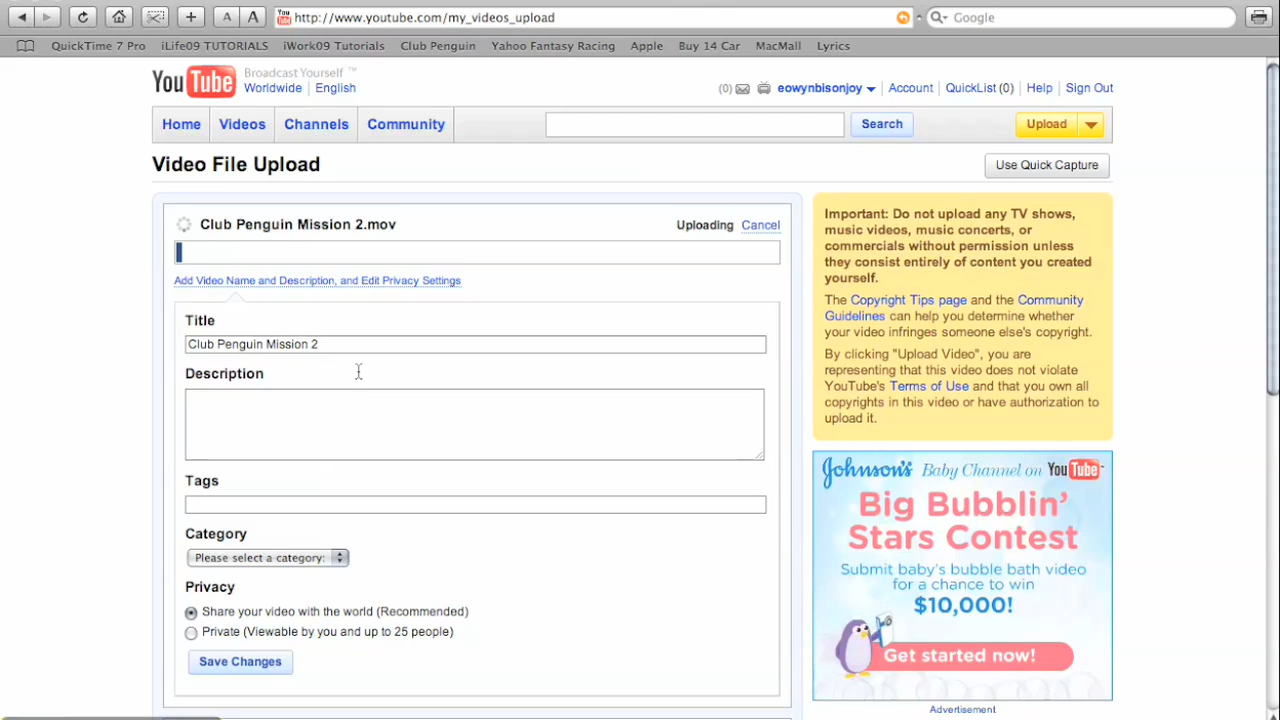 A A http://www.youtube.com/my_videos_upload Google
QuickTime 7 Pro iLife09 TUTORIALS iWork09 Tutorials Club Penguin Yahoo Fantasy Racing Apple Buy 14 Car MacMall Lyrics
YouTube Broadcast Yourself ™
Worldwide | English
(0) eowynbisonjoy | Account | QuickList (0) | Help | Sign Out
Home Videos Channels Community Search Upload
Video File Upload
Use Quick Capture
Club Penguin Mission 2.mov Uploading Cancel
Add Video Name and Description, and Edit Privacy Settings
Title
Club Penguin Mission 2
Description
Tags
Category
Please select a category:
Privacy
Share your video with the world (Recommended)
Private (Viewable by you and up to 25 people)
Save Changes
Important: Do not upload any TV shows,
music videos, music concerts, or
commercials without permission unless
they consist entirely of content you created
yourself.
The Copyright Tips page and the Community
Guidelines can help you determine whether
your video infringes someone else's copyright.
By clicking "Upload Video", you are
representing that this video does not violate
YouTube's Terms of Use and that you own all
copyrights in this video or have authorization to
upload it.
Johnson's Baby Channel on YouTube
Big Bubblin'
Stars Contest
Submit baby's bubble bath video
for a chance to win
$10,000!
Get started now!
Advertisement